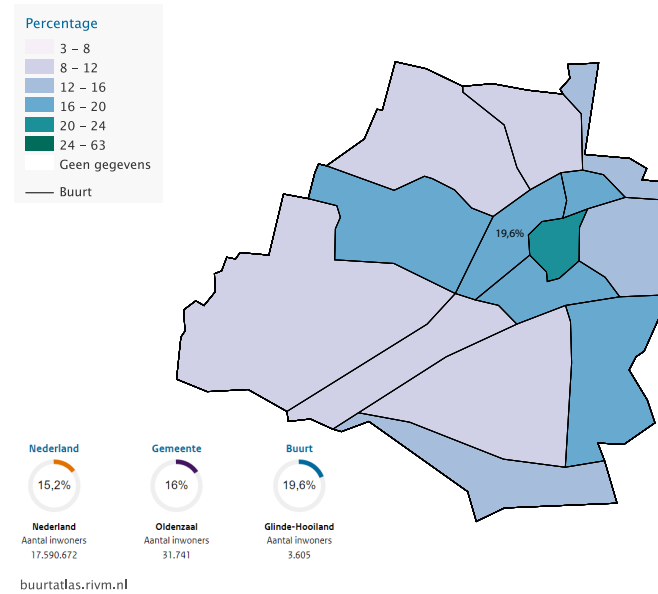 Percentage
3 – 8
8 – 12
12 – 16
16 – 20
20 – 24
24 – 63
Geen gegevens
Buurt
19,6%
Nederland Gemeente Buurt
15,2% 16% 19,6%
Nederland Oldenzaal Glinde-Hooiland
Aantal inwoners Aantal inwoners Aantal inwoners
17.590.672 31.741 3.605
buurtatlas.rivm.nl